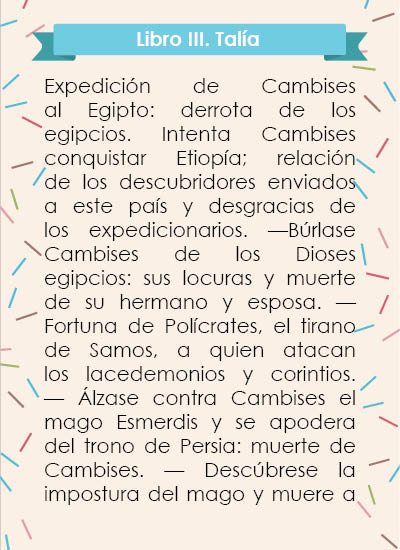 Libro III. Talía
Expedición de Cambises
al Egipto: derrota de los
egipcios. Intenta Cambises
conquistar Etiopía; relación
de los descubridores enviados
a este país y desgracias de
los expedicionarios. —Búrlase
Cambises de los Dioses
egipcios: sus locuras y muerte
de su hermano y esposa. —
Fortuna de Polícrates, el tirano
de Samos, a quien atacan
los lacedemonios y corintios.
— Álzase contra Cambises el
mago Esmerdis y se apodera
del trono de Persia: muerte de
Cambises. — Descúbrese la
impostura del mago y muere a